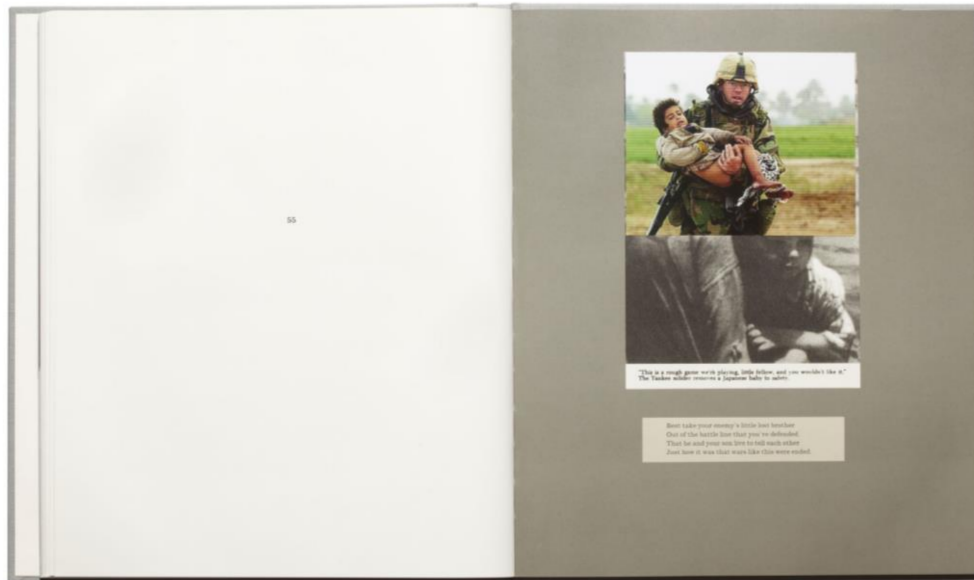 55
"This is a rough game we're playing, little fellow, and you wouldn't like it."
The Yankee soldier removes a Japanese baby to safety.
Best take your enemy's little lost brother
Out of the battle line that you've defended.
That he and your son live to tell each other
Just how it was that wars like this were ended